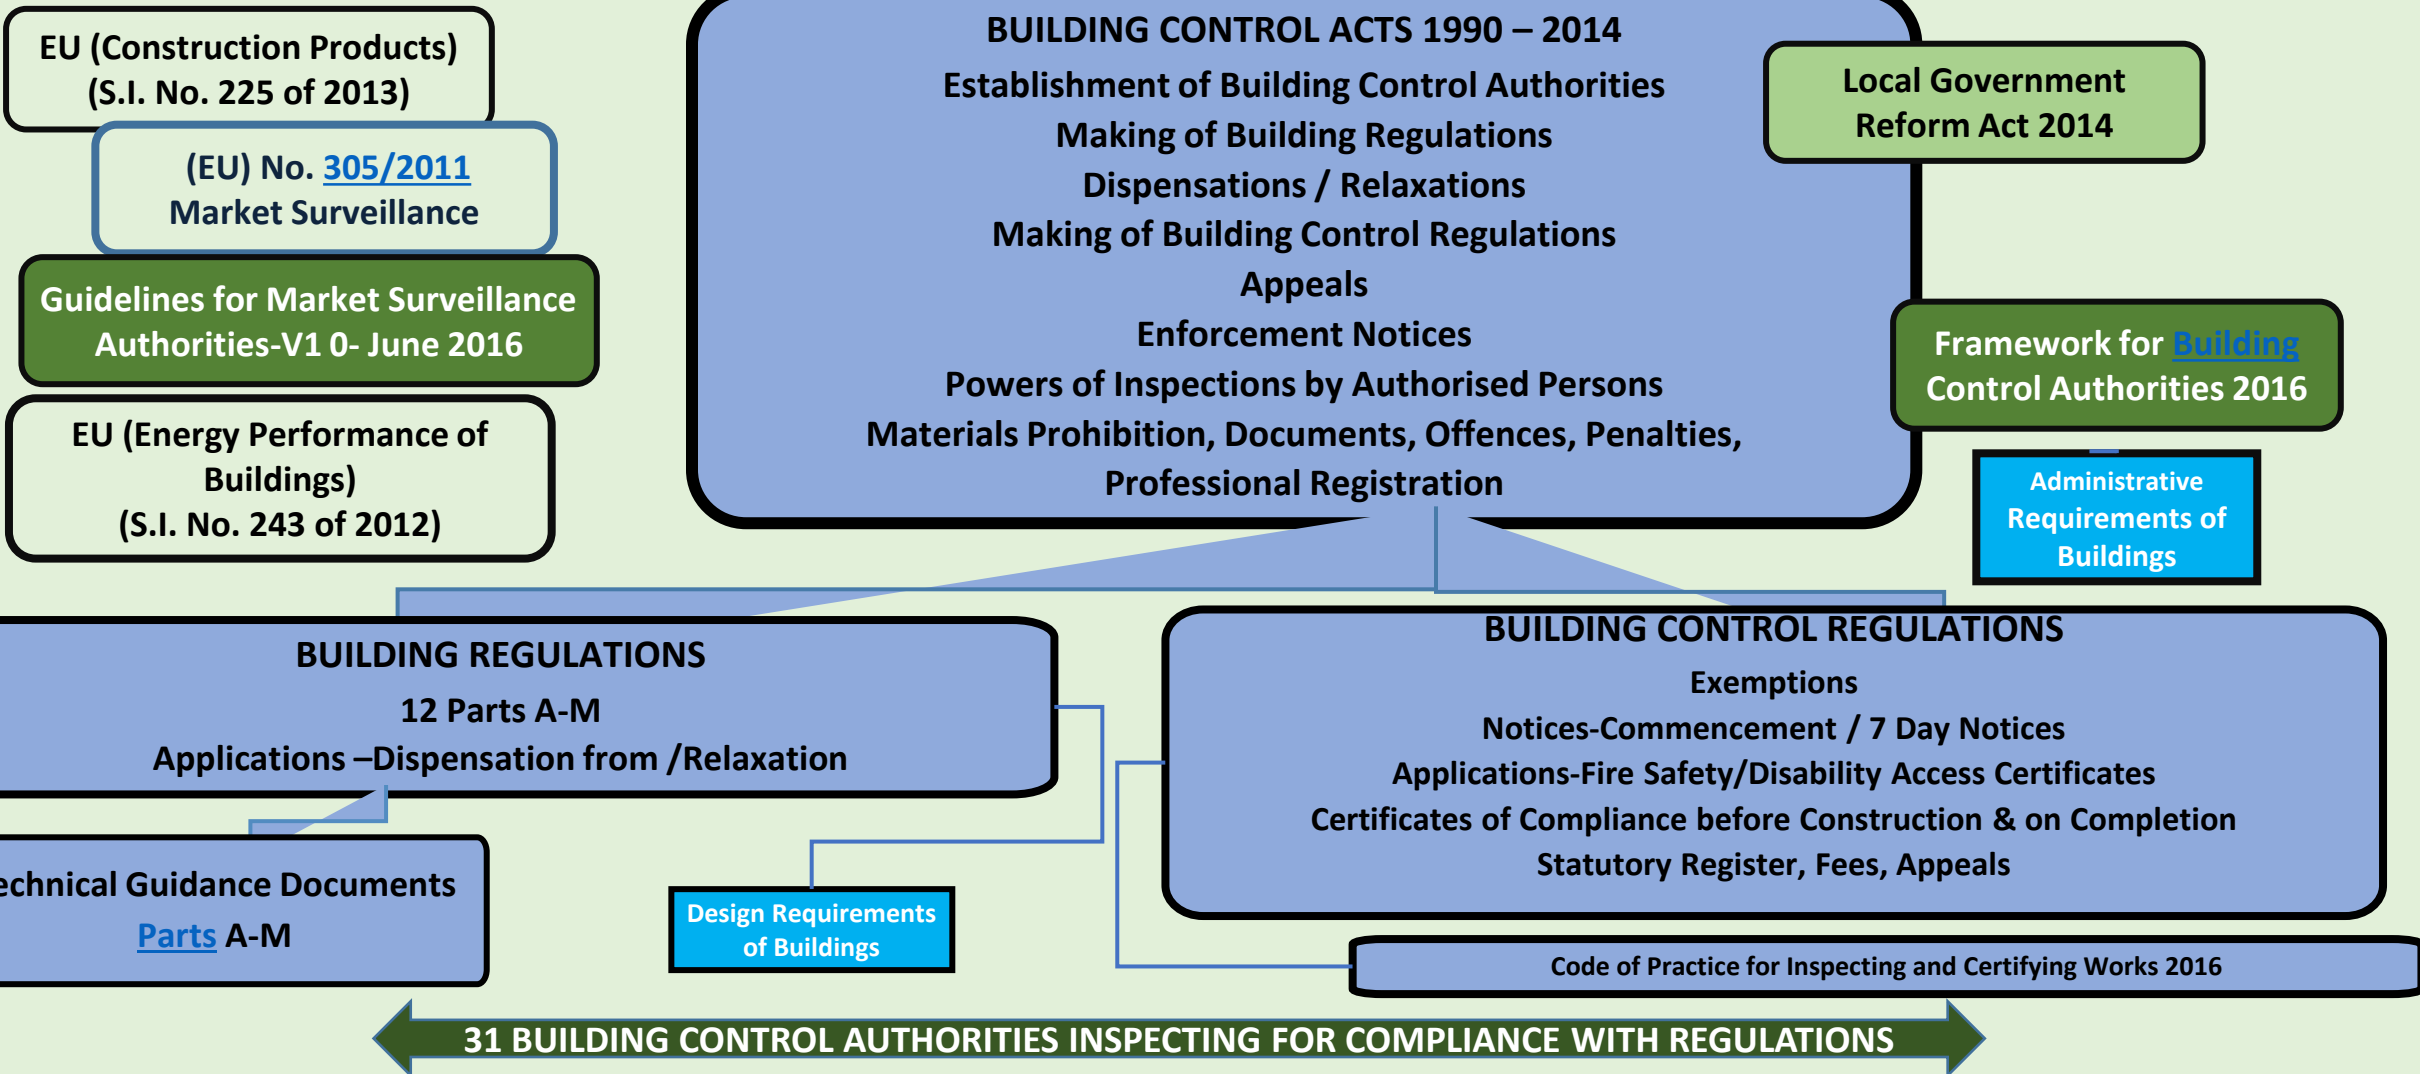 EU (Construction Products)
(S.I. No. 225 of 2013)
(EU) No. 305/2011
Market Surveillance
Guidelines for Market Surveillance
Authorities-V1 0- June 2016
EU (Energy Performance of
Buildings)
(S.I. No. 243 of 2012)
BUILDING CONTROL ACTS 1990 – 2014
Establishment of Building Control Authorities
Making of Building Regulations
Dispensations / Relaxations
Making of Building Control Regulations
Appeals
Enforcement Notices
Powers of Inspections by Authorised Persons
Materials Prohibition, Documents, Offences, Penalties,
Professional Registration
Local Government
Reform Act 2014
Framework for Building
Control Authorities 2016
Administrative
Requirements of
Buildings
BUILDING REGULATIONS
12 Parts A-M
Applications –Dispensation from /Relaxation
BUILDING CONTROL REGULATIONS
Exemptions
Notices-Commencement / 7 Day Notices
Applications-Fire Safety/Disability Access Certificates
Certificates of Compliance before Construction & on Completion
Statutory Register, Fees, Appeals
echnical Guidance Documents
Parts A-M
Design Requirements
of Buildings
Code of Practice for Inspecting and Certifying Works 2016
31 BUILDING CONTROL AUTHORITIES INSPECTING FOR COMPLIANCE WITH REGULATIONS